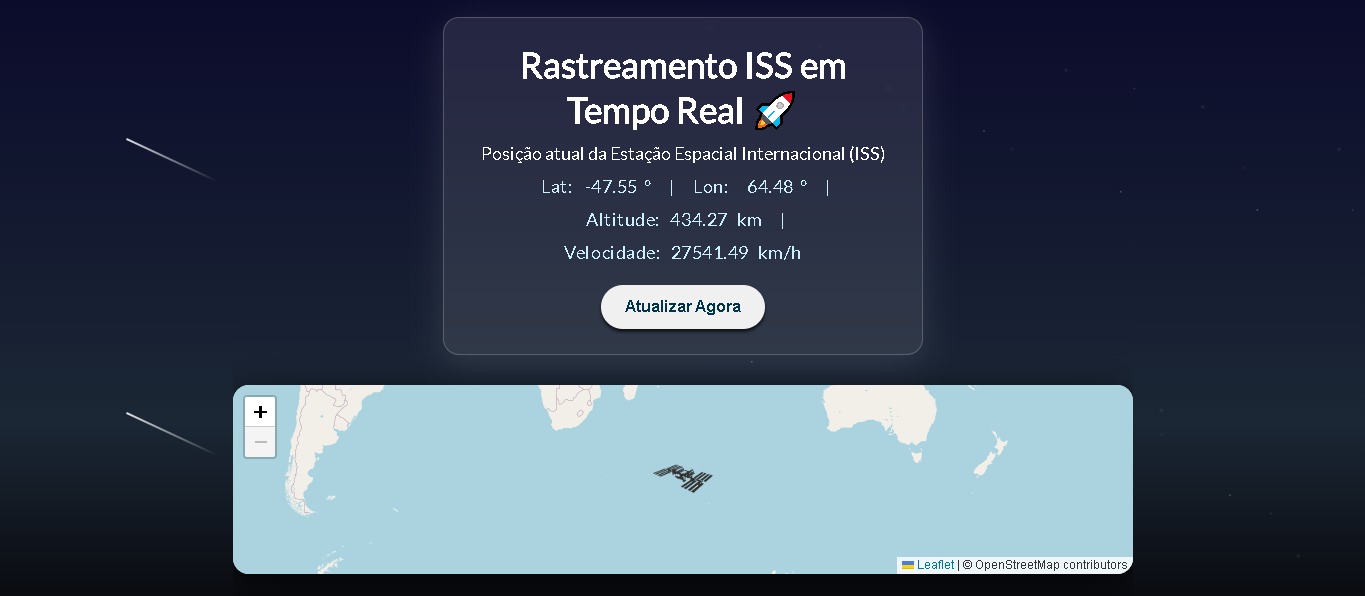 Rastreamento ISS em
Tempo Real 🚀
Posição atual da Estação Espacial Internacional (ISS)
Lat: -47.55 ° | Lon: 64.48 ° |
Altitude: 434.27 km |
Velocidade: 27541.49 km/h
Atualizar Agora
+
−
Leaflet | © OpenStreetMap contributors